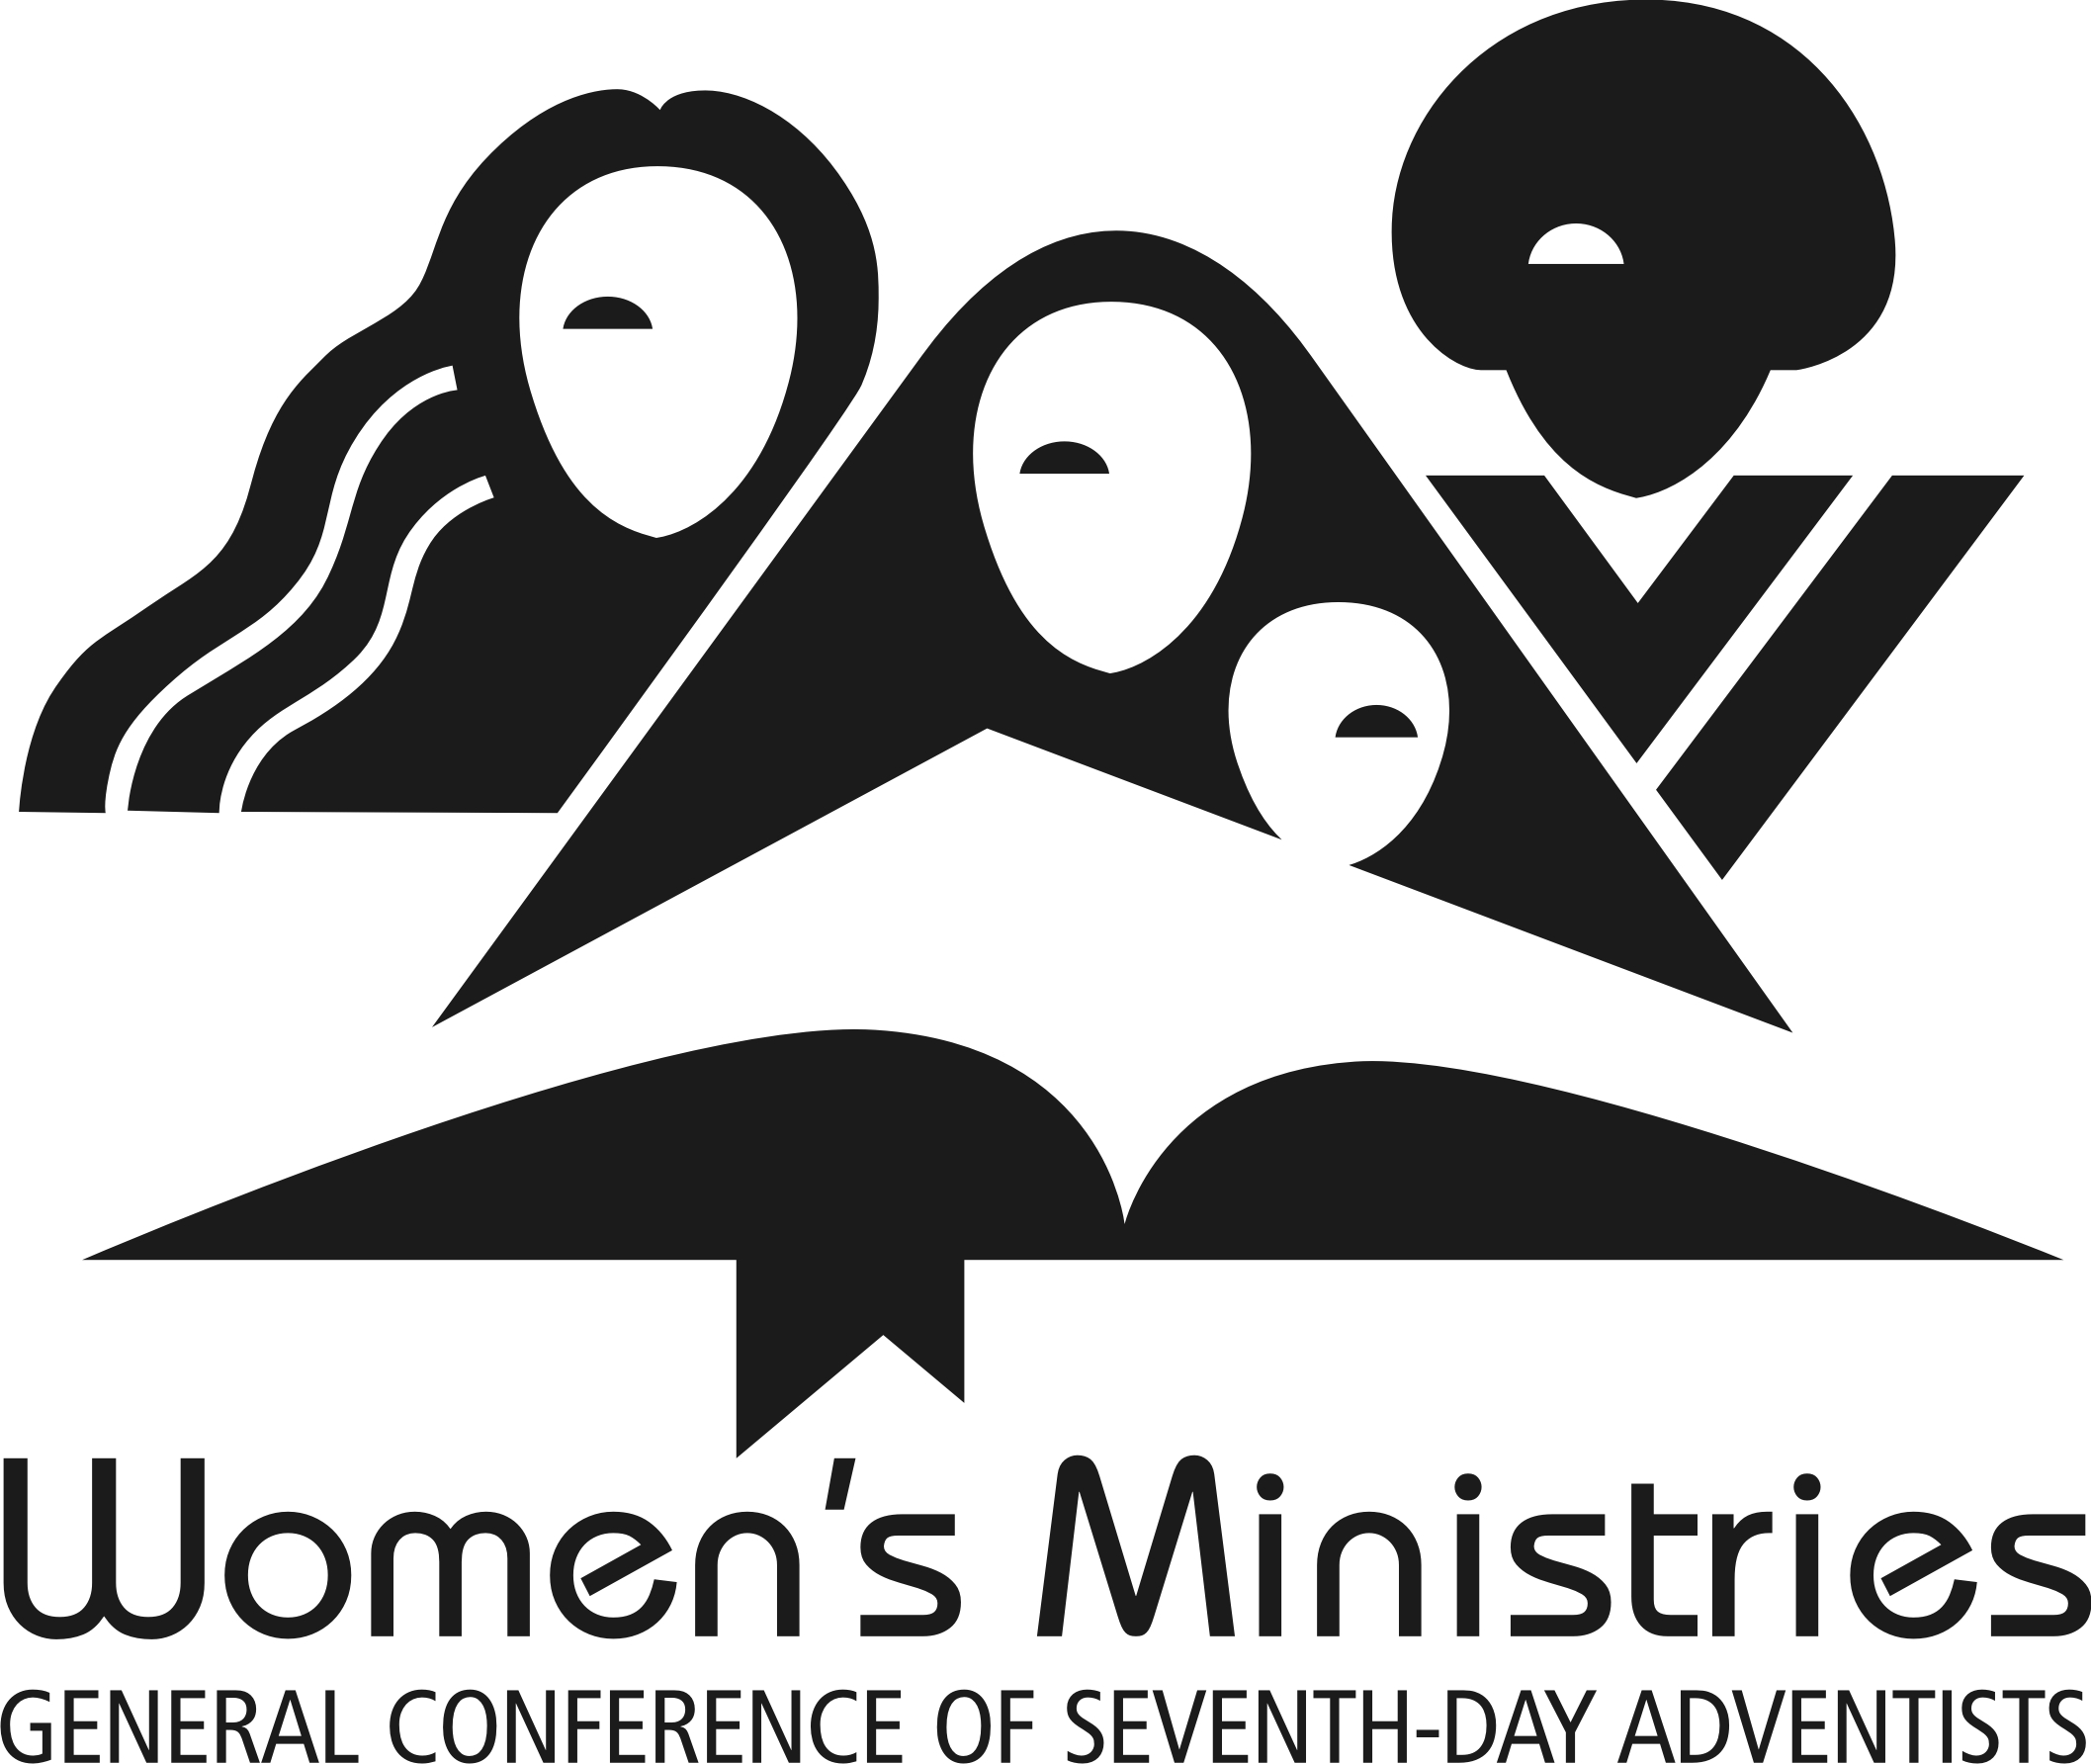 Women's Ministries
GENERAL CONFERENCE OF SEVENTH-DAY ADVENTISTS